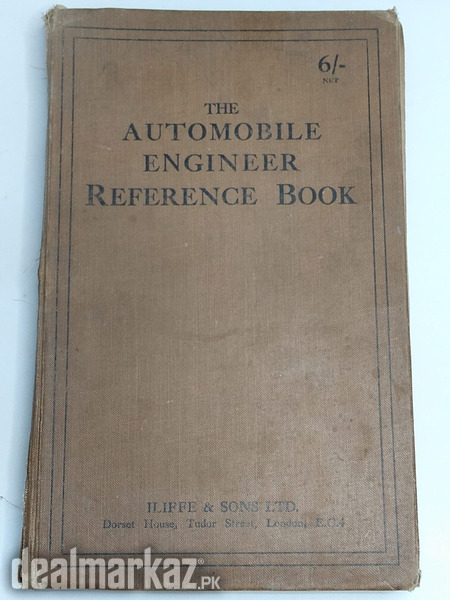 6/-
NET
THE
AUTOMOBILE
ENGINEER
REFERENCE BOOK
ILIFFE & SONS LTD.
Dorset House, Tudor Street, London, E.C.4
dealmarkaz.PK